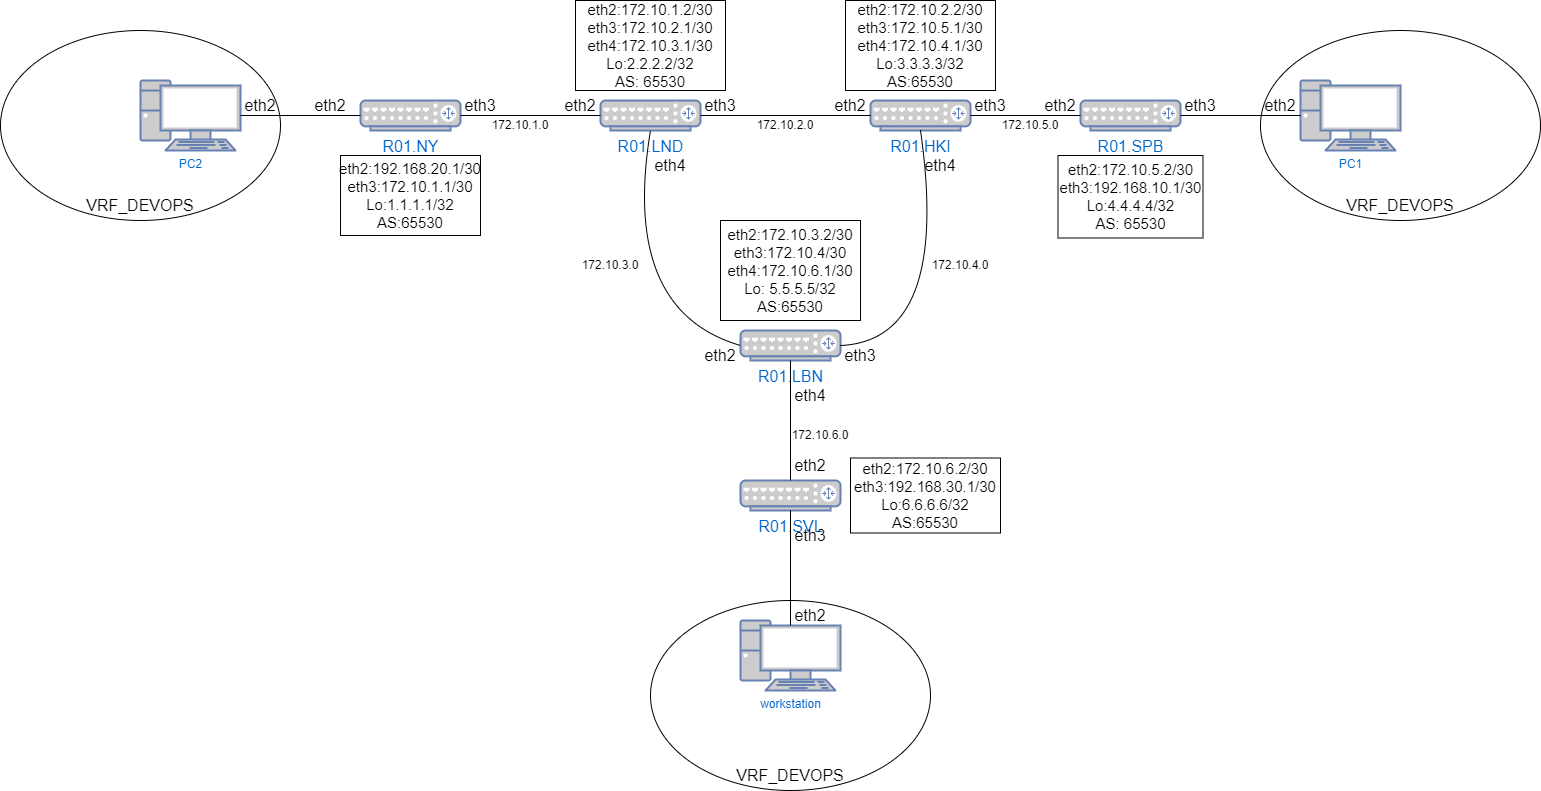 eth2:172.10.1.2/30
eth3:172.10.2.1/30
eth4:172.10.3.1/30
Lo:2.2.2.2/32
AS: 65530
eth2:172.10.2.2/30
eth3:172.10.5.1/30
eth4:172.10.4.1/30
Lo:3.3.3.3/32
AS: 65530
eth2
eth2
eth3
eth2
eth3
eth2
eth3
eth2
eth3
eth2
172.10.1.0
172.10.2.0
172.10.5.0
PC2
R01.NY
R01.LND
R01.HKI
R01.SPB
PC1
eth4
eth4
VRF_DEVOPS
eth2:192.168.20.1/30
eth3:172.10.1.1/30
Lo:1.1.1.1/32
AS:65530
eth2:172.10.5.2/30
eth3:192.168.10.1/30
Lo:4.4.4.4/32
AS: 65530
VRF_DEVOPS
eth2:172.10.3.2/30
eth3:172.10.4/30
eth4:172.10.6.1/30
Lo: 5.5.5.5/32
AS:65530
172.10.3.0
172.10.4.0
eth2
eth3
R01.LBN
eth4
172.10.6.0
eth2
eth2:172.10.6.2/30
eth3:192.168.30.1/30
Lo:6.6.6.6/32
AS:65530
R01.SVL
eth3
eth2
workstation
VRF_DEVOPS